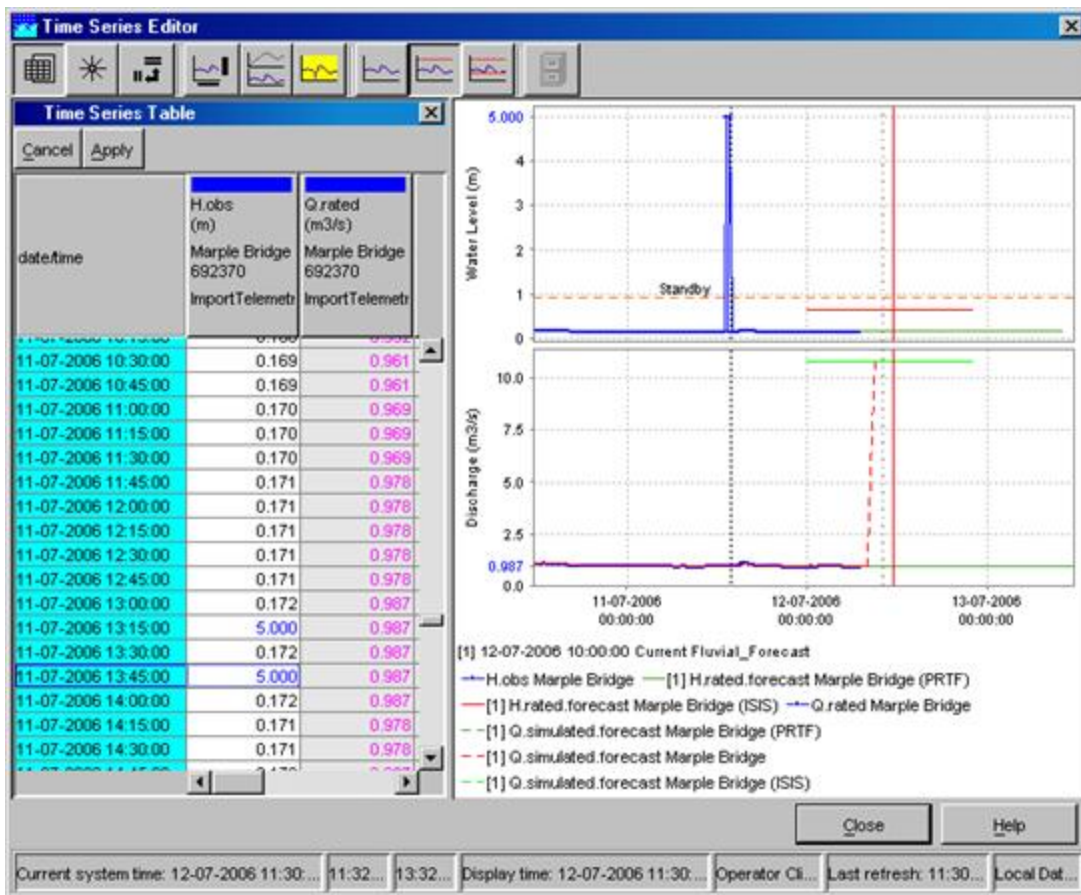 Time Series Editor
Time Series Table
Cancel Apply
date/time
H.obs
(m)
Marple Bridge
692370
ImportTelemetr
Q.rated
(m3/s)
Marple Bridge
692370
ImportTelemetr
11-07-2006 10:30:00 0.169 0.961
11-07-2006 10:45:00 0.169 0.961
11-07-2006 11:00:00 0.170 0.969
11-07-2006 11:15:00 0.170 0.969
11-07-2006 11:30:00 0.170 0.969
11-07-2006 11:45:00 0.171 0.978
11-07-2006 12:00:00 0.171 0.978
11-07-2006 12:15:00 0.171 0.978
11-07-2006 12:30:00 0.171 0.978
11-07-2006 12:45:00 0.171 0.978
11-07-2006 13:00:00 0.172 0.987
11-07-2006 13:15:00 5.000 0.987
11-07-2006 13:30:00 0.172 0.987
11-07-2006 13:45:00 5.000 0.987
11-07-2006 14:00:00 0.172 0.987
11-07-2006 14:15:00 0.171 0.978
11-07-2006 14:30:00 0.171 0.978
Water Level (m)
5.000
4
3
2
1
0
Standby
Discharge (m3/s)
10.0
7.5
5.0
2.5
0.987
0.0
11-07-2006 12-07-2006 13-07-2006
00:00:00 00:00:00 00:00:00
[1] 12-07-2006 10:00:00 Current Fluvial_Forecast
H.obs Marple Bridge [1] H.rated.forecast Marple Bridge (PRTF)
[1] H.rated.forecast Marple Bridge (ISIS) Q.rated Marple Bridge
[1] Q.simulated.forecast Marple Bridge (PRTF)
[1] Q.simulated.forecast Marple Bridge
[1] Q.simulated.forecast Marple Bridge (ISIS)
Close Help
Current system time: 12-07-2006 11:30:... 11:32... 13:32... Display time: 12-07-2006 11:30:... Operator Cli... Last refresh: 11:30... Local Dat...